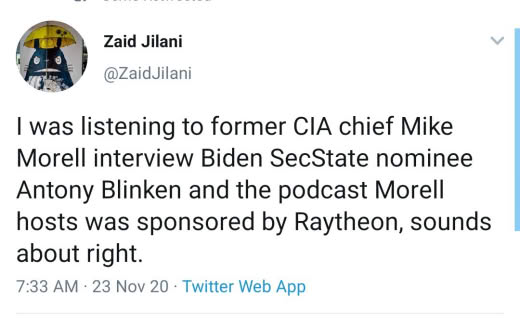 Zaid Jilani
@ZaidJilani
I was listening to former CIA chief Mike
Morell interview Biden SecState nominee
Antony Blinken and the podcast Morell
hosts was sponsored by Raytheon, sounds
about right.
7:33 AM · 23 Nov 20 · Twitter Web App